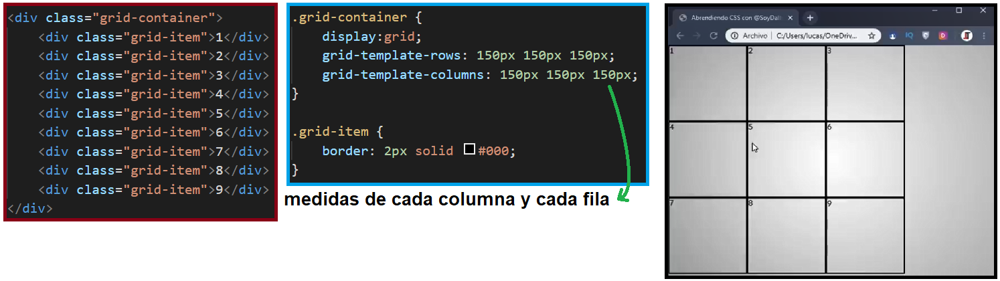 <div class="grid-container">
<div class="grid-item">1</div>
<div class="grid-item">2</div>
<div class="grid-item">3</div>
<div class="grid-item">4</div>
<div class="grid-item">5</div>
<div class="grid-item">6</div>
<div class="grid-item">7</div>
<div class="grid-item">8</div>
<div class="grid-item">9</div>
</div>
.grid-container {
display:grid;
grid-template-rows: 150px 150px 150px;
grid-template-columns: 150px 150px 150px;
}
.grid-item {
border: 2px solid #000;
}
medidas de cada columna y cada fila
Abrendiendo CSS con @SoyDalt
Archivo | C:/Users/lucas/OneDriv...
IQ D
1 2 3
4 5 6
7 8 9